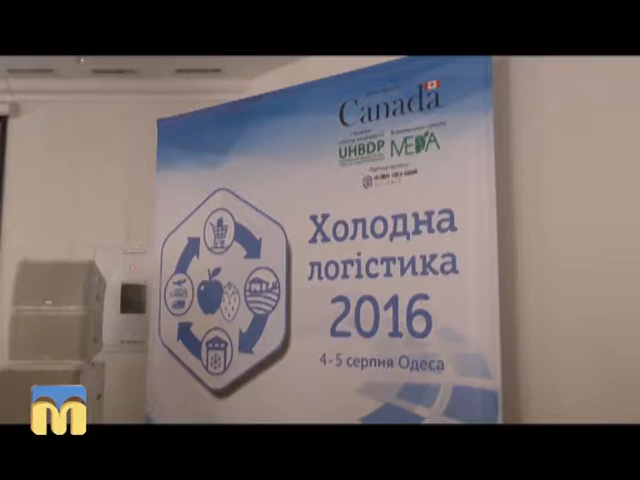 Canada
UHBDP
MEDA
Холодна
логістика
2016
4-5 серпня Одеса
M